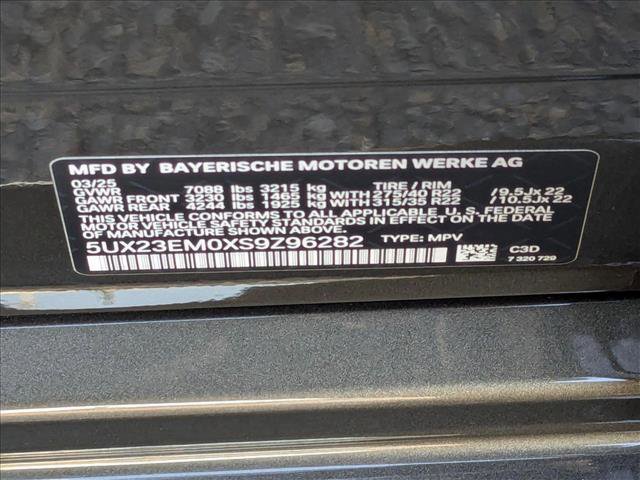 MFD BY BAYERISCHE MOTOREN WERKE AG
03/25
GVWR 7088 lbs 3215 kg TIRE / RIM
GAWR FRONT 3230 lbs 1465 kg WITH 275/40 R22 /9.5Jx22
GAWR REAR 4244 lbs 1925 kg WITH 315/35 R22 /10.5Jx22
THIS VEHICLE CONFORMS TO ALL APPLICABLE U.S. FEDERAL
MOTOR VEHICLE SAFETY STANDARDS IN EFFECT ON THE DATE
OF MANUFACTURE SHOWN ABOVE.
5UX23EM0XS9Z96282 TYPE: MPV
C3D
7 320 729